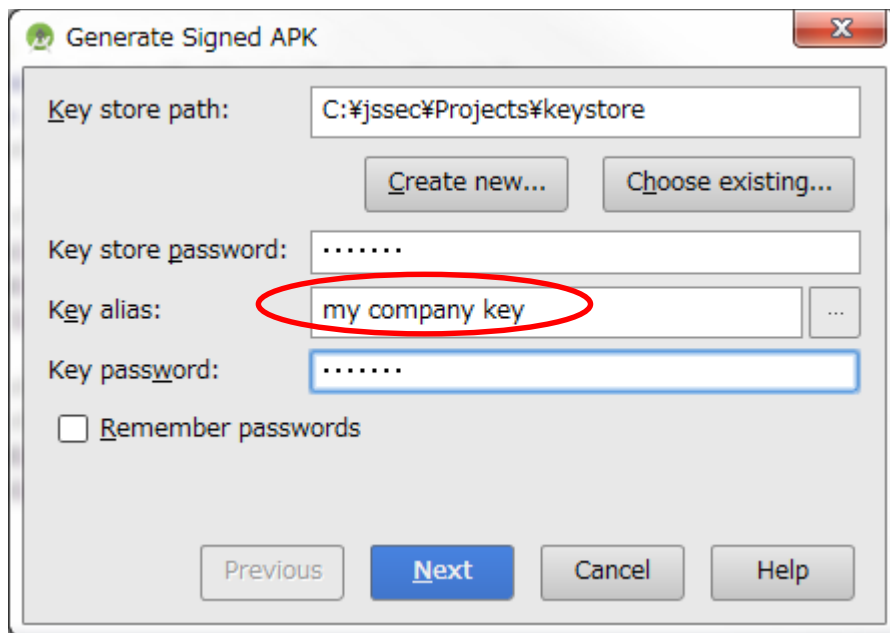 Generate Signed APK
Key store path: C:¥jssec¥Projects¥keystore
Create new... Choose existing...
Key store password: ·······
Key alias: my company key ...
Key password: ·······
Remember passwords
Previous Next Cancel Help